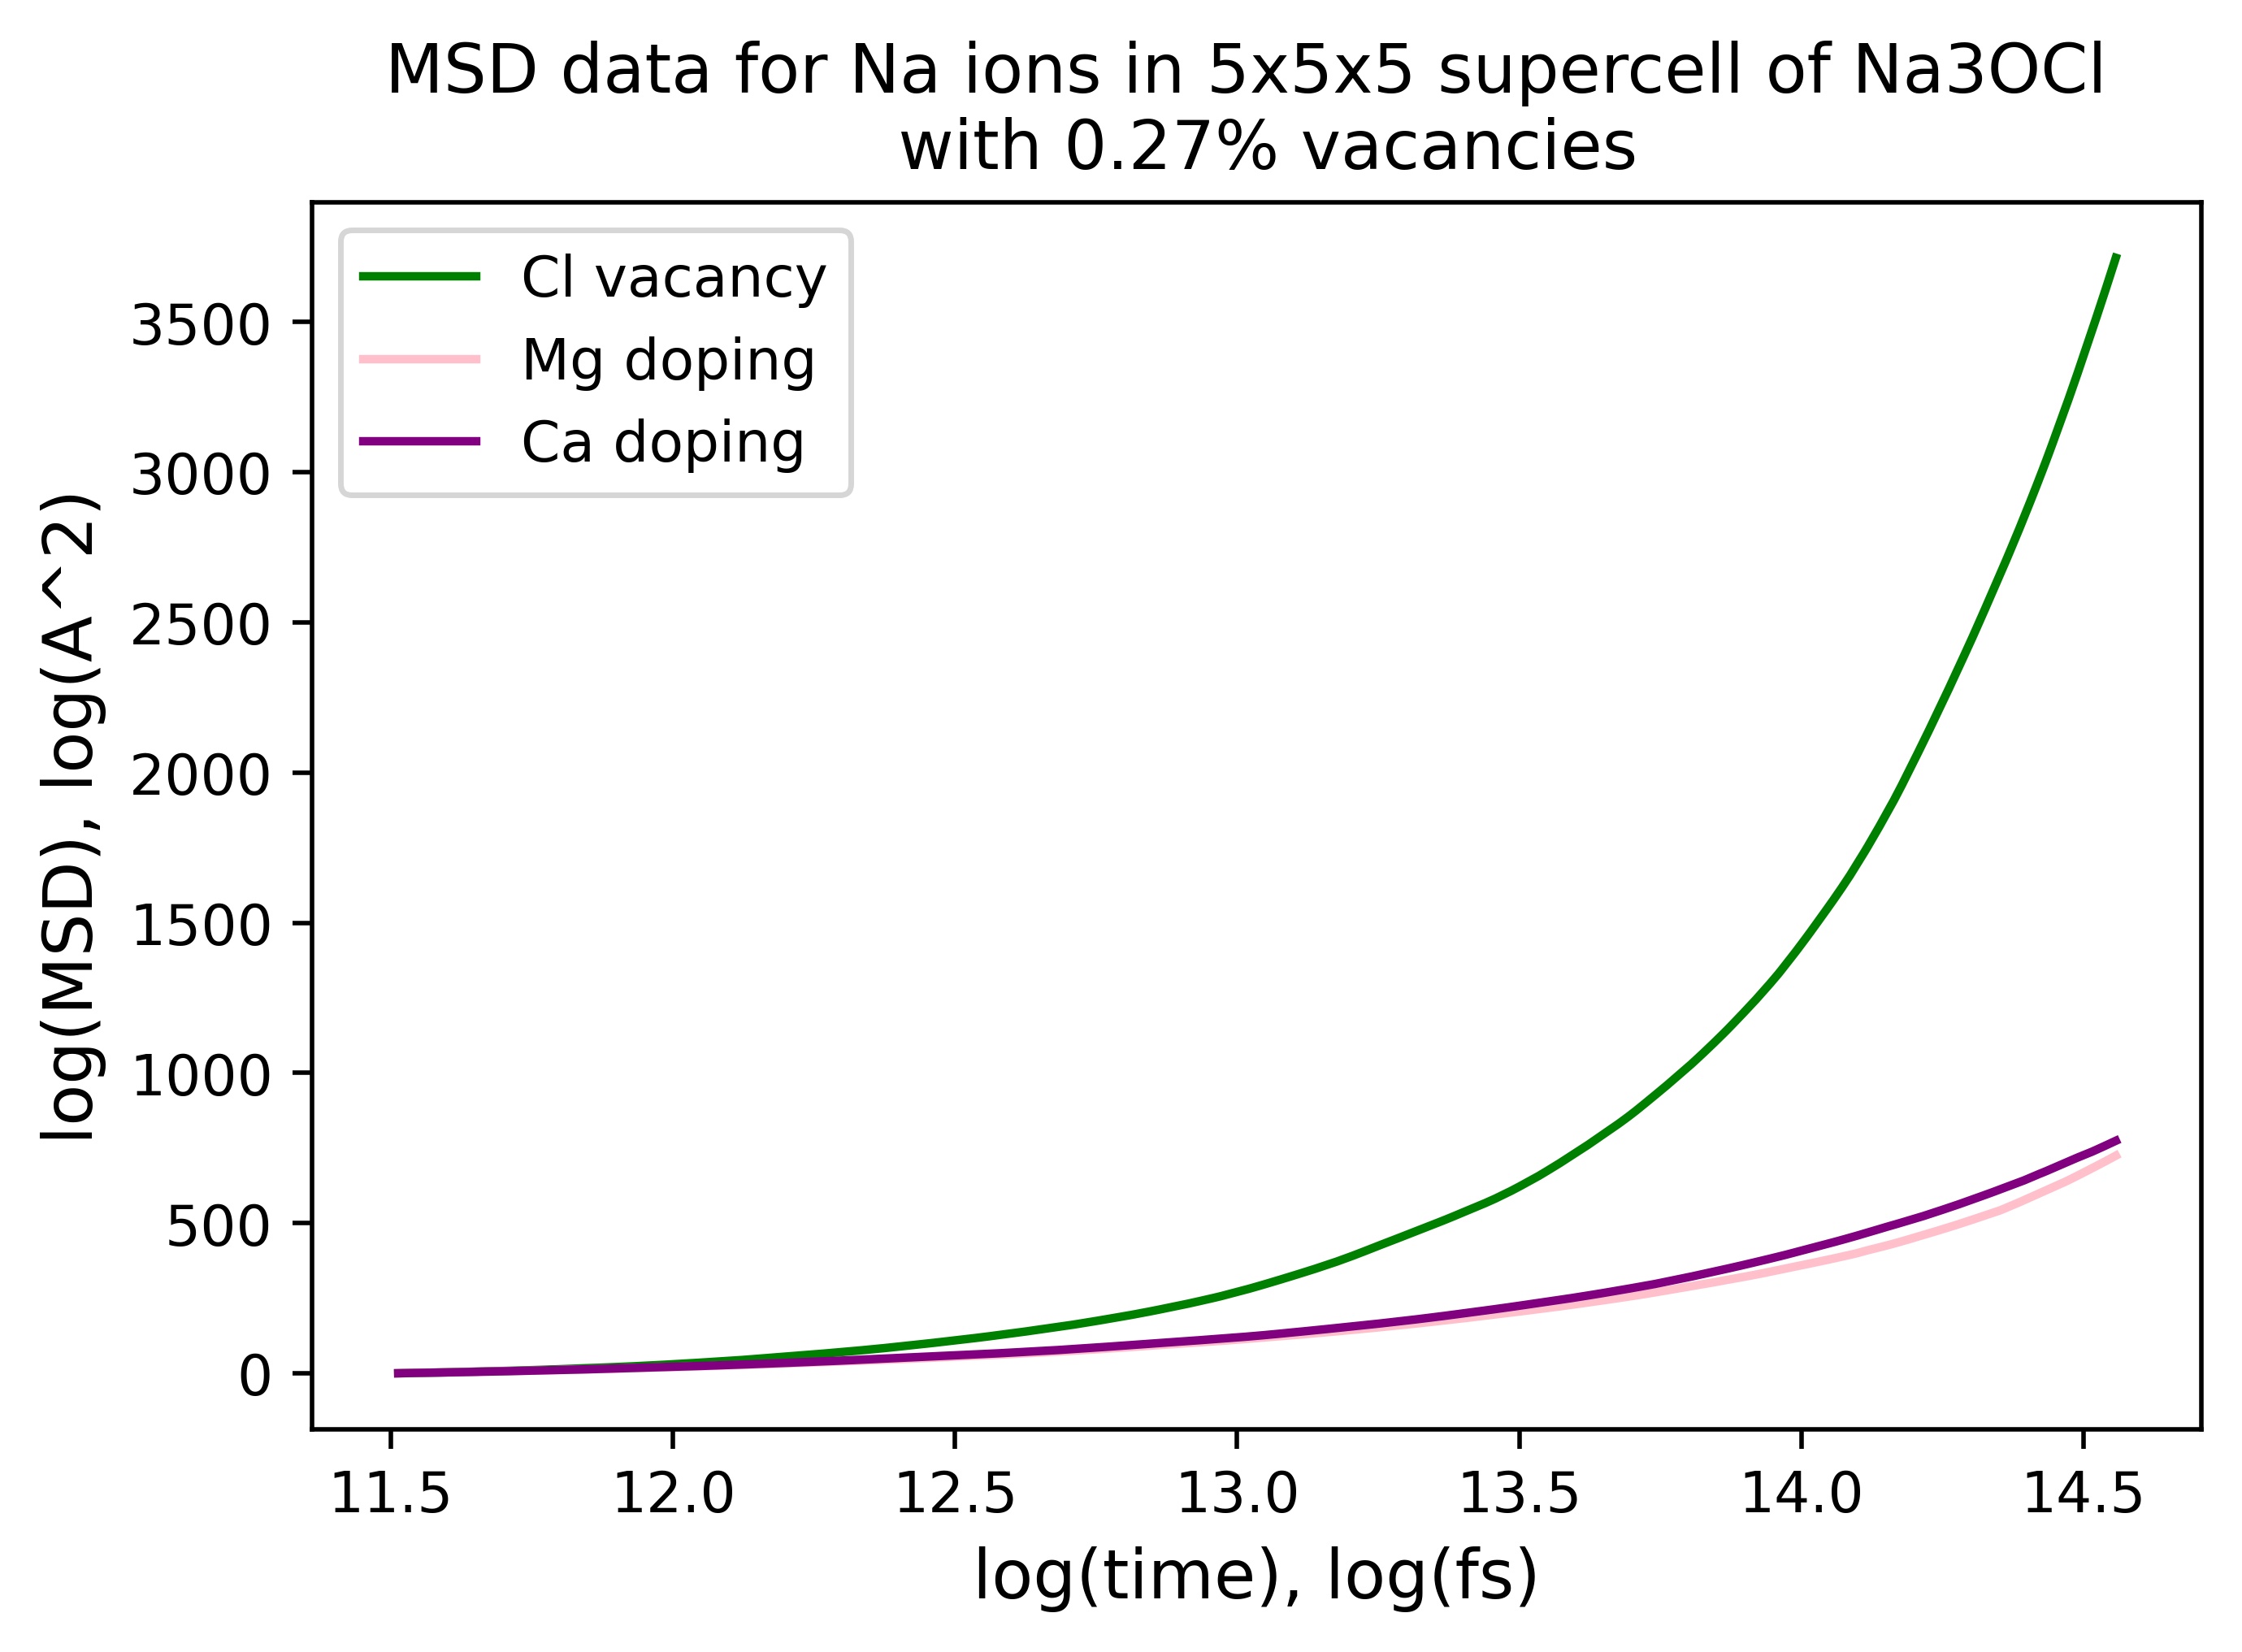 MSD data for Na ions in 5x5x5 supercell of Na3OCl
with 0.27% vacancies
Cl vacancy
Mg doping
Ca doping
log(MSD), log(A^2)
3500
3000
2500
2000
1500
1000
500
0
11.5 12.0 12.5 13.0 13.5 14.0 14.5
log(time), log(fs)